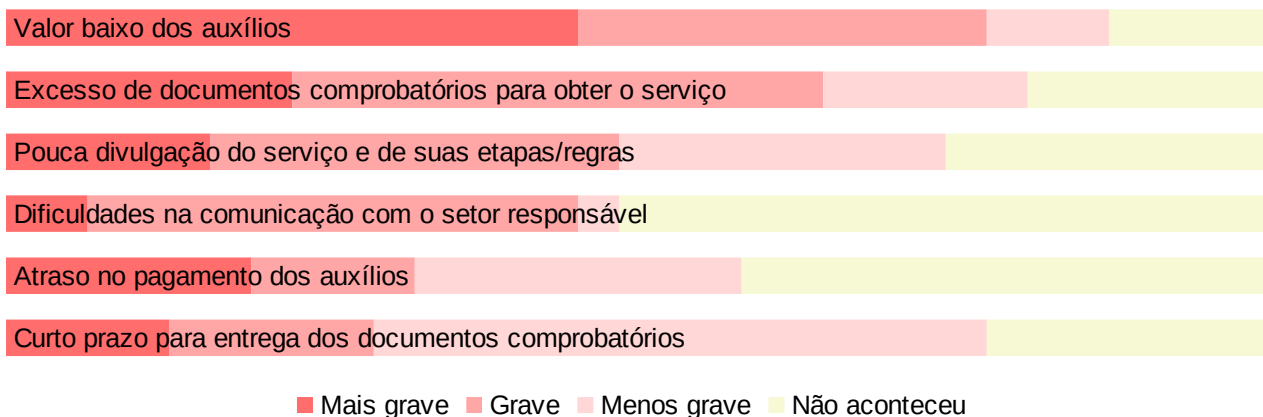 Valor baixo dos auxílios
Excesso de documentos comprobatórios para obter o serviço
Pouca divulgação do serviço e de suas etapas/regras
Dificuldades na comunicação com o setor responsável
Atraso no pagamento dos auxílios
Curto prazo para entrega dos documentos comprobatórios
Mais grave Grave Menos grave Não aconteceu